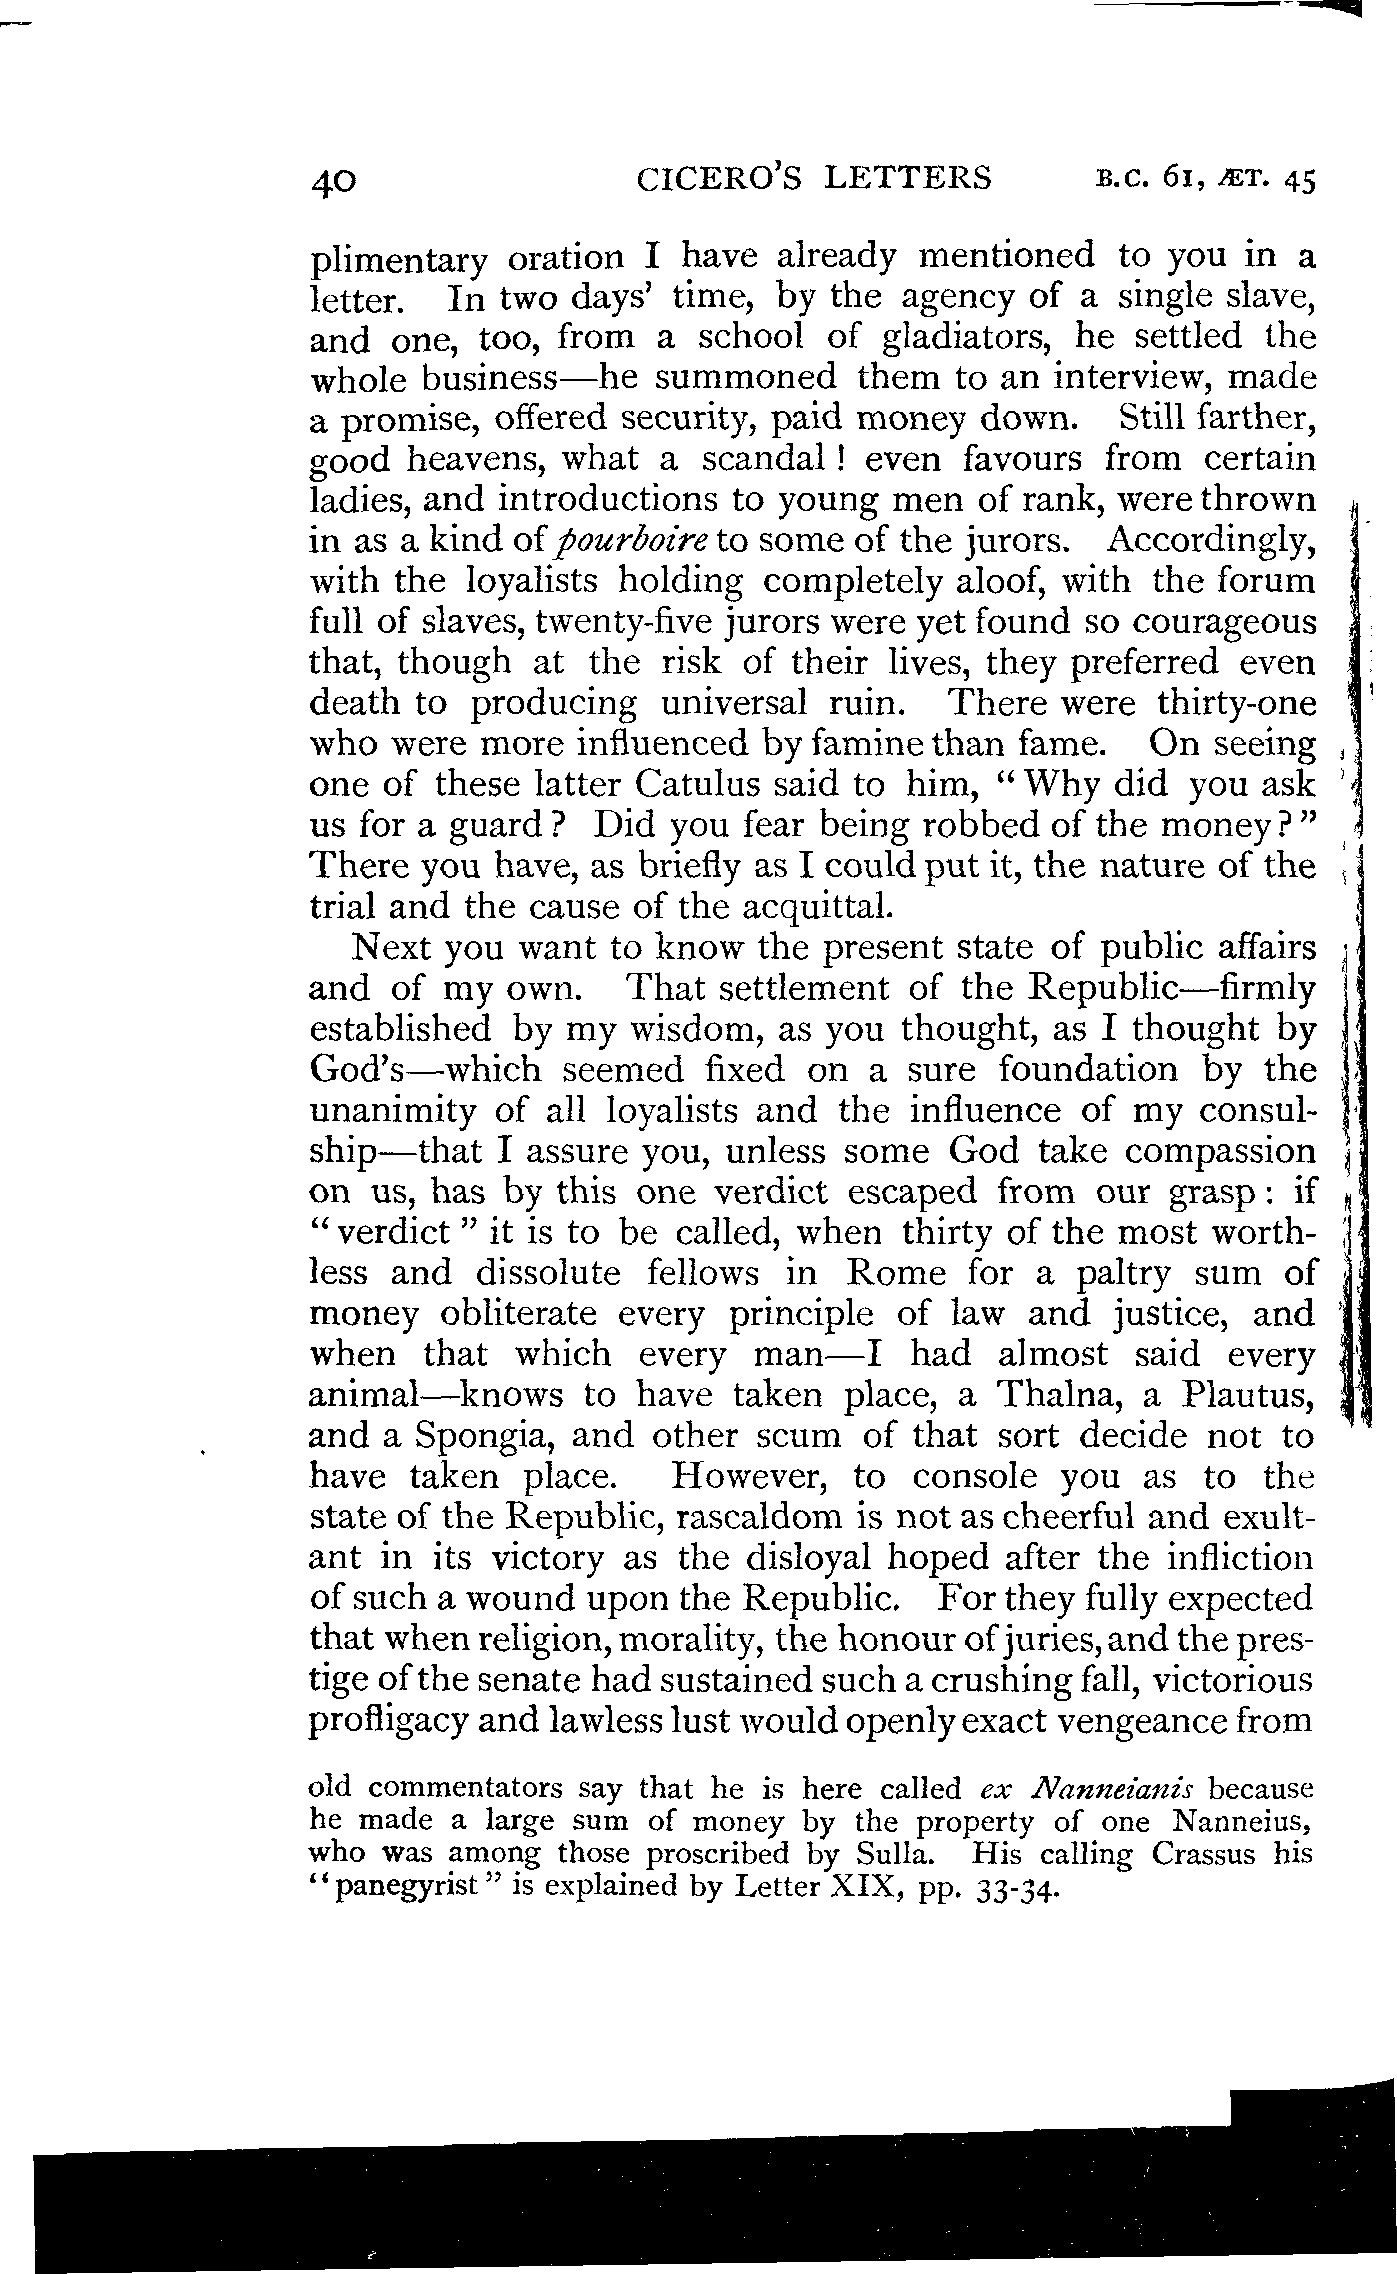 40 CICERO'S LETTERS B.C. 61, ÆT. 45
plimentary oration I have already mentioned to you in a
letter. In two days' time, by the agency of a single slave,
and one, too, from a school of gladiators, he settled the
whole business—he summoned them to an interview, made
a promise, offered security, paid money down. Still farther,
good heavens, what a scandal! even favours from certain
ladies, and introductions to young men of rank, were thrown
in as a kind of pourboire to some of the jurors. Accordingly,
with the loyalists holding completely aloof, with the forum
full of slaves, twenty-five jurors were yet found so courageous
that, though at the risk of their lives, they preferred even
death to producing universal ruin. There were thirty-one
who were more influenced by famine than fame. On seeing
one of these latter Catulus said to him, "Why did you ask
us for a guard? Did you fear being robbed of the money?"
There you have, as briefly as I could put it, the nature of the
trial and the cause of the acquittal.
Next you want to know the present state of public affairs
and of my own. That settlement of the Republic—firmly
established by my wisdom, as you thought, as I thought by
God's—which seemed fixed on a sure foundation by the
unanimity of all loyalists and the influence of my consul-
ship—that I assure you, unless some God take compassion
on us, has by this one verdict escaped from our grasp: if
"verdict" it is to be called, when thirty of the most worth-
less and dissolute fellows in Rome for a paltry sum of
money obliterate every principle of law and justice, and
when that which every man—I had almost said every
animal—knows to have taken place, a Thalna, a Plautus,
and a Spongia, and other scum of that sort decide not to
have taken place. However, to console you as to the
state of the Republic, rascaldom is not as cheerful and exult-
ant in its victory as the disloyal hoped after the infliction
of such a wound upon the Republic. For they fully expected
that when religion, morality, the honour of juries, and the pres-
tige of the senate had sustained such a crushing fall, victorious
profligacy and lawless lust would openly exact vengeance from
old commentators say that he is here called ex Nanneianis because
he made a large sum of money by the property of one Nanneius,
who was among those proscribed by Sulla. His calling Crassus his
"panegyrist" is explained by Letter XIX, pp. 33-34.